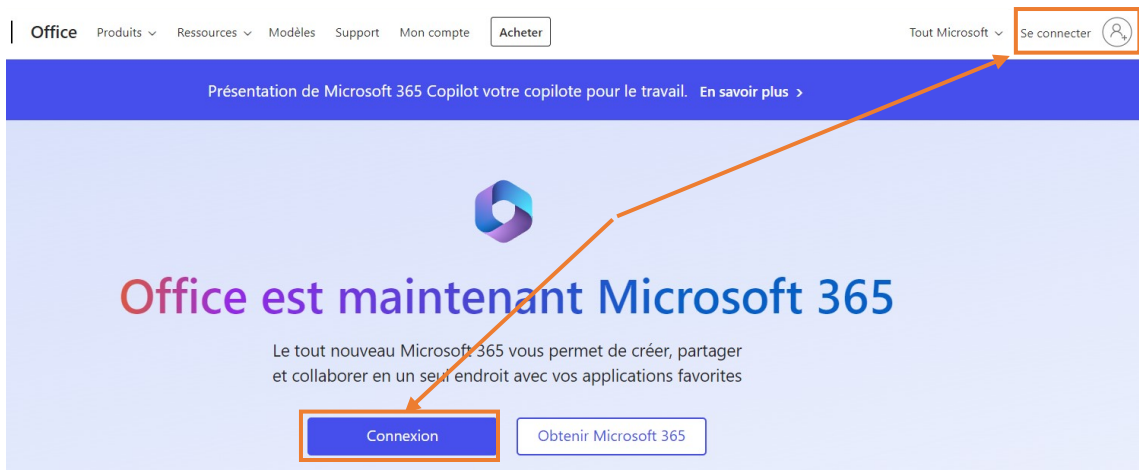 Office Produits Ressources Modèles Support Mon compte Acheter Tout Microsoft Se connecter
Présentation de Microsoft 365 Copilot votre copilote pour le travail. En savoir plus >
Office est maintenant Microsoft 365
Le tout nouveau Microsoft 365 vous permet de créer, partager
et collaborer en un seul endroit avec vos applications favorites
Connexion Obtenir Microsoft 365